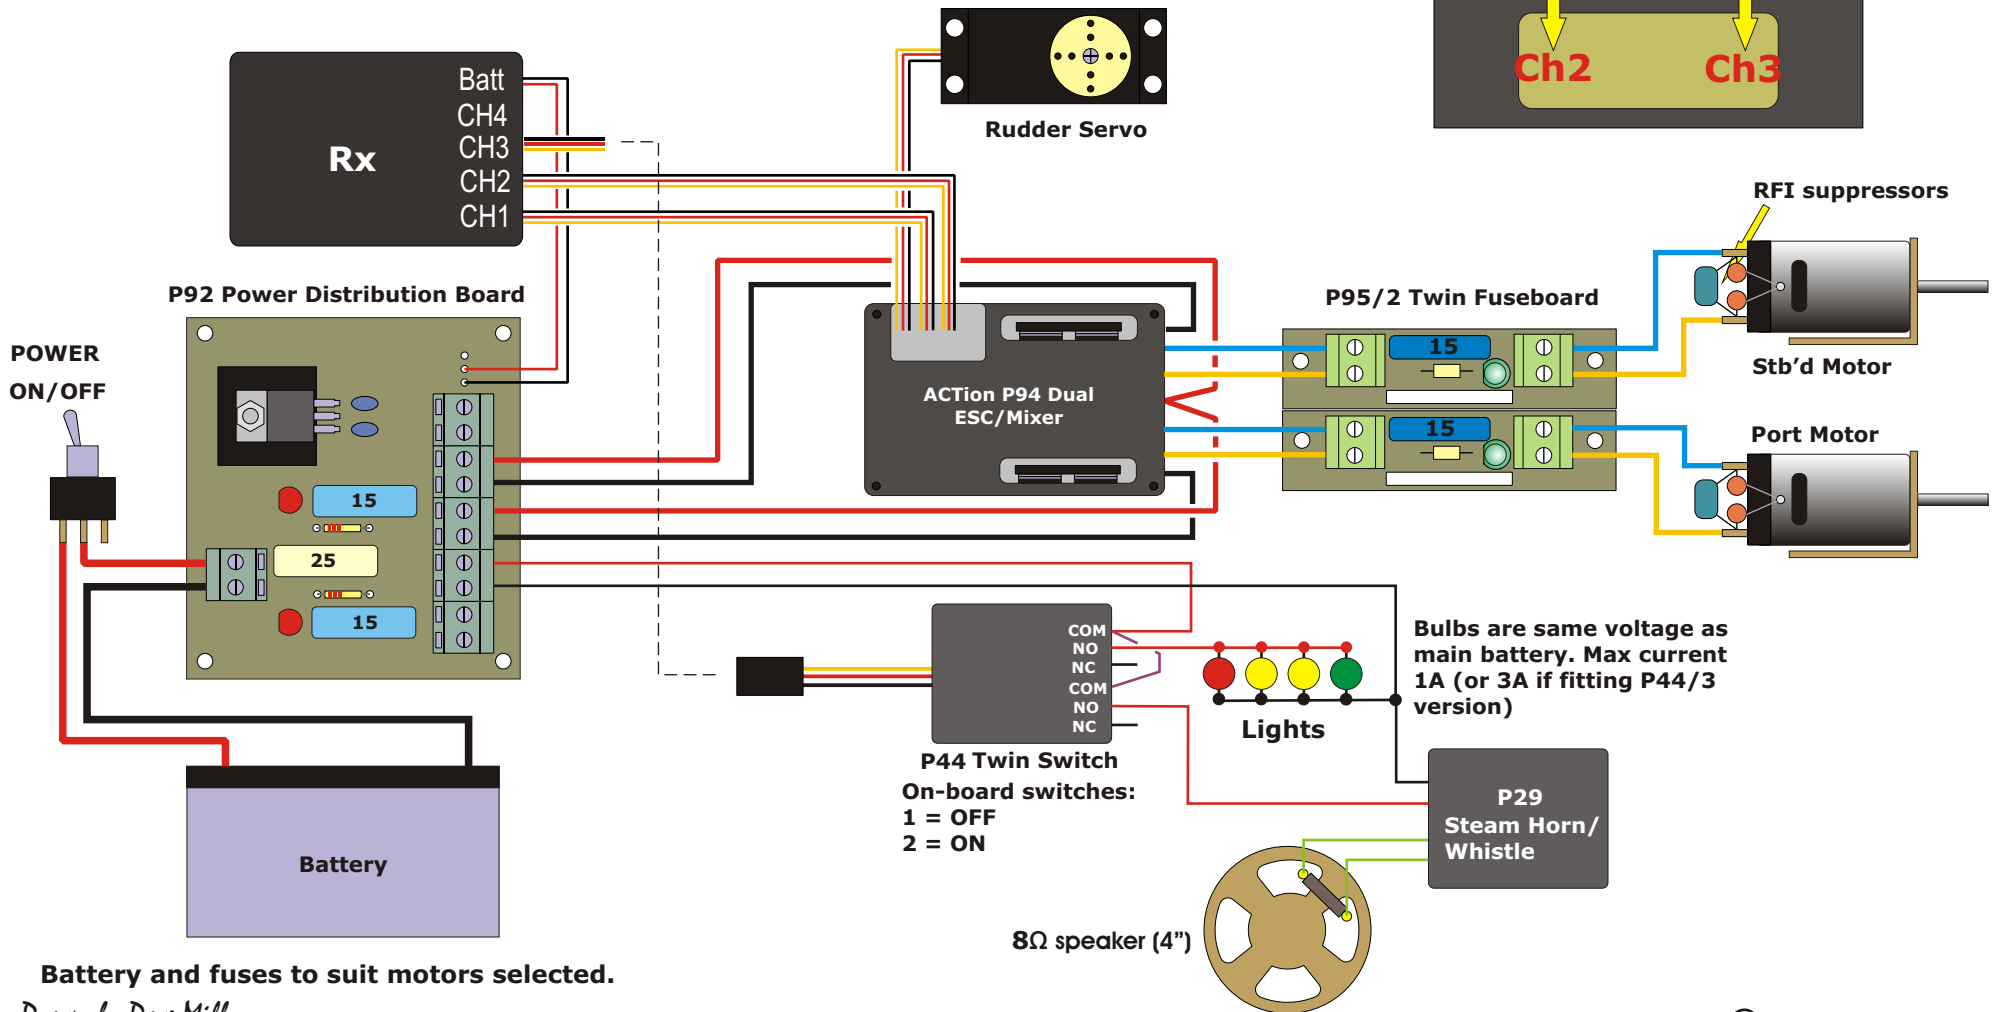 Ch2
Ch3
Batt
CH4
CH3
CH2
CH1
Rx
Rudder Servo
RFI suppressors
P92 Power Distribution Board
P95/2 Twin Fuseboard
POWER
ON/OFF
15
Stb'd Motor
ACTion P94 Dual
ESC/Mixer
15
Port Motor
15
25
15
COM
NO
NC
COM
NO
NC
Bulbs are same voltage as
main battery. Max current
1A (or 3A if fitting P44/3
version)
Lights
P44 Twin Switch
On-board switches:
1 = OFF
2 = ON
P29
Steam Horn/
Whistle
Battery
8Ω speaker (4")
Battery and fuses to suit motors selected.